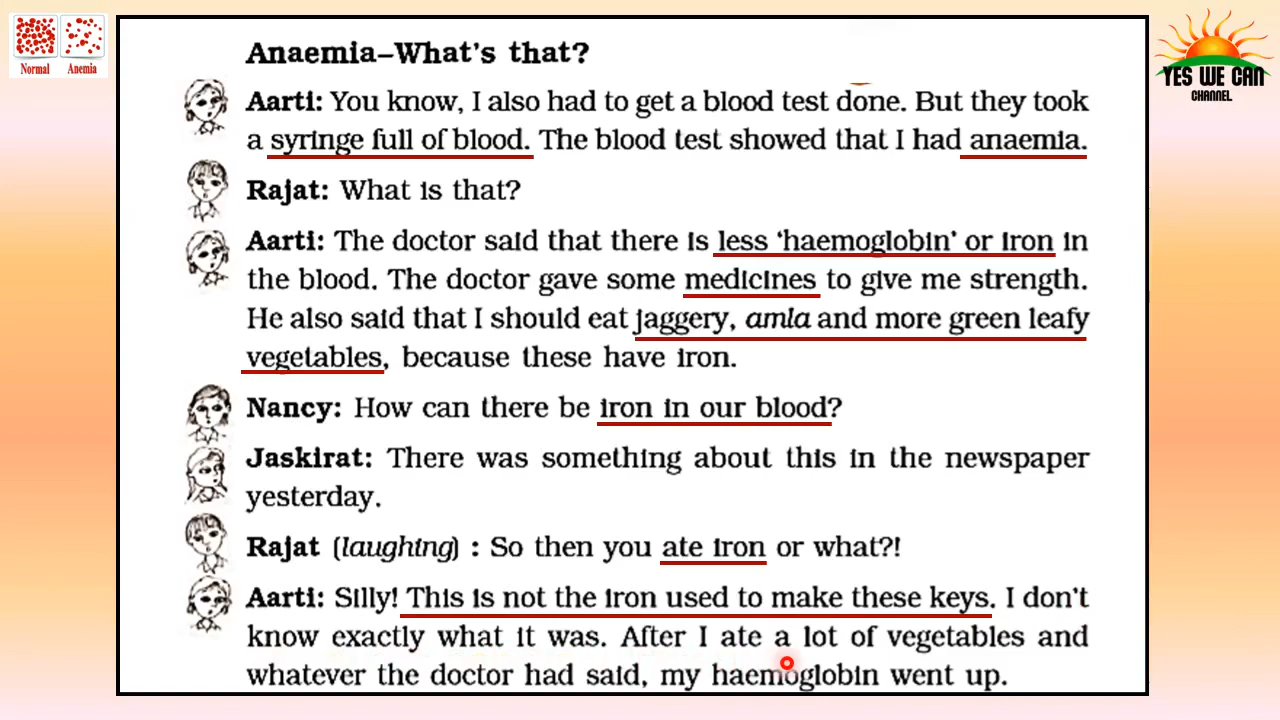 Normal Anemia
YES WE CAN
CHANNEL
Anaemia–What's that?
Aarti: You know, I also had to get a blood test done. But they took
a syringe full of blood. The blood test showed that I had anaemia.
Rajat: What is that?
Aarti: The doctor said that there is less ‘haemoglobin’ or iron in
the blood. The doctor gave some medicines to give me strength.
He also said that I should eat jaggery, amla and more green leafy
vegetables, because these have iron.
Nancy: How can there be iron in our blood?
Jaskirat: There was something about this in the newspaper
yesterday.
Rajat (laughing) : So then you ate iron or what?!
Aarti: Silly! This is not the iron used to make these keys. I don't
know exactly what it was. After I ate a lot of vegetables and
whatever the doctor had said, my haemoglobin went up.